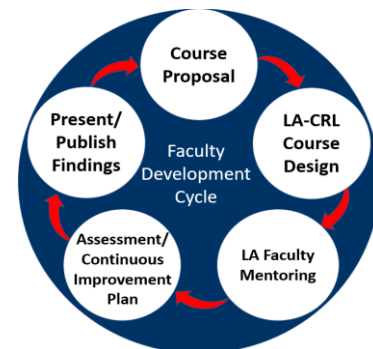 Course
Proposal
LA-CRL
Course
Design
LA Faculty
Mentoring
Assessment/
Continuous
Improvement
Plan
Present/
Publish
Findings
Faculty
Development
Cycle